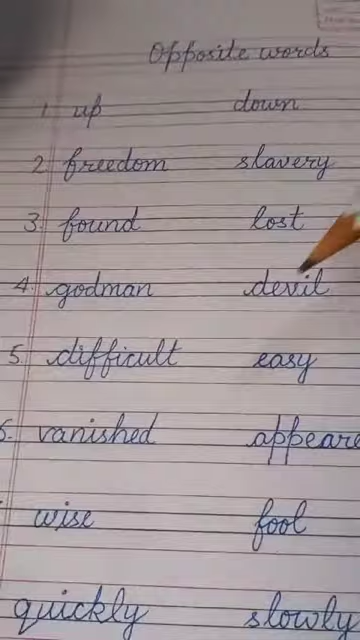 Opposite words
1. up down
2. freedom slavery
3. found lost
4. godman devil
5. difficult easy
6. vanished appeare
wise fool
quickly slowly